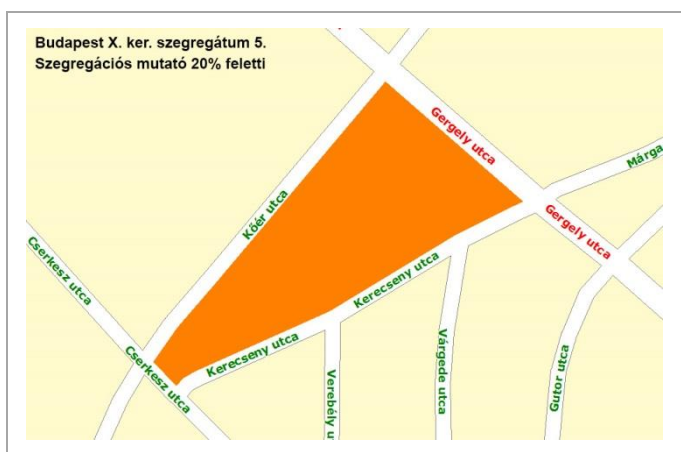 Budapest X. ker. szegregátum 5.
Szegregációs mutató 20% feletti
Gergely utca
Márga
Kőér utca
Gergely utca
Cserkesz utca
Kerecseny utca
Kerecseny utca
Várgede utca
Gutor utca
Cserkesz utca
Verebély u